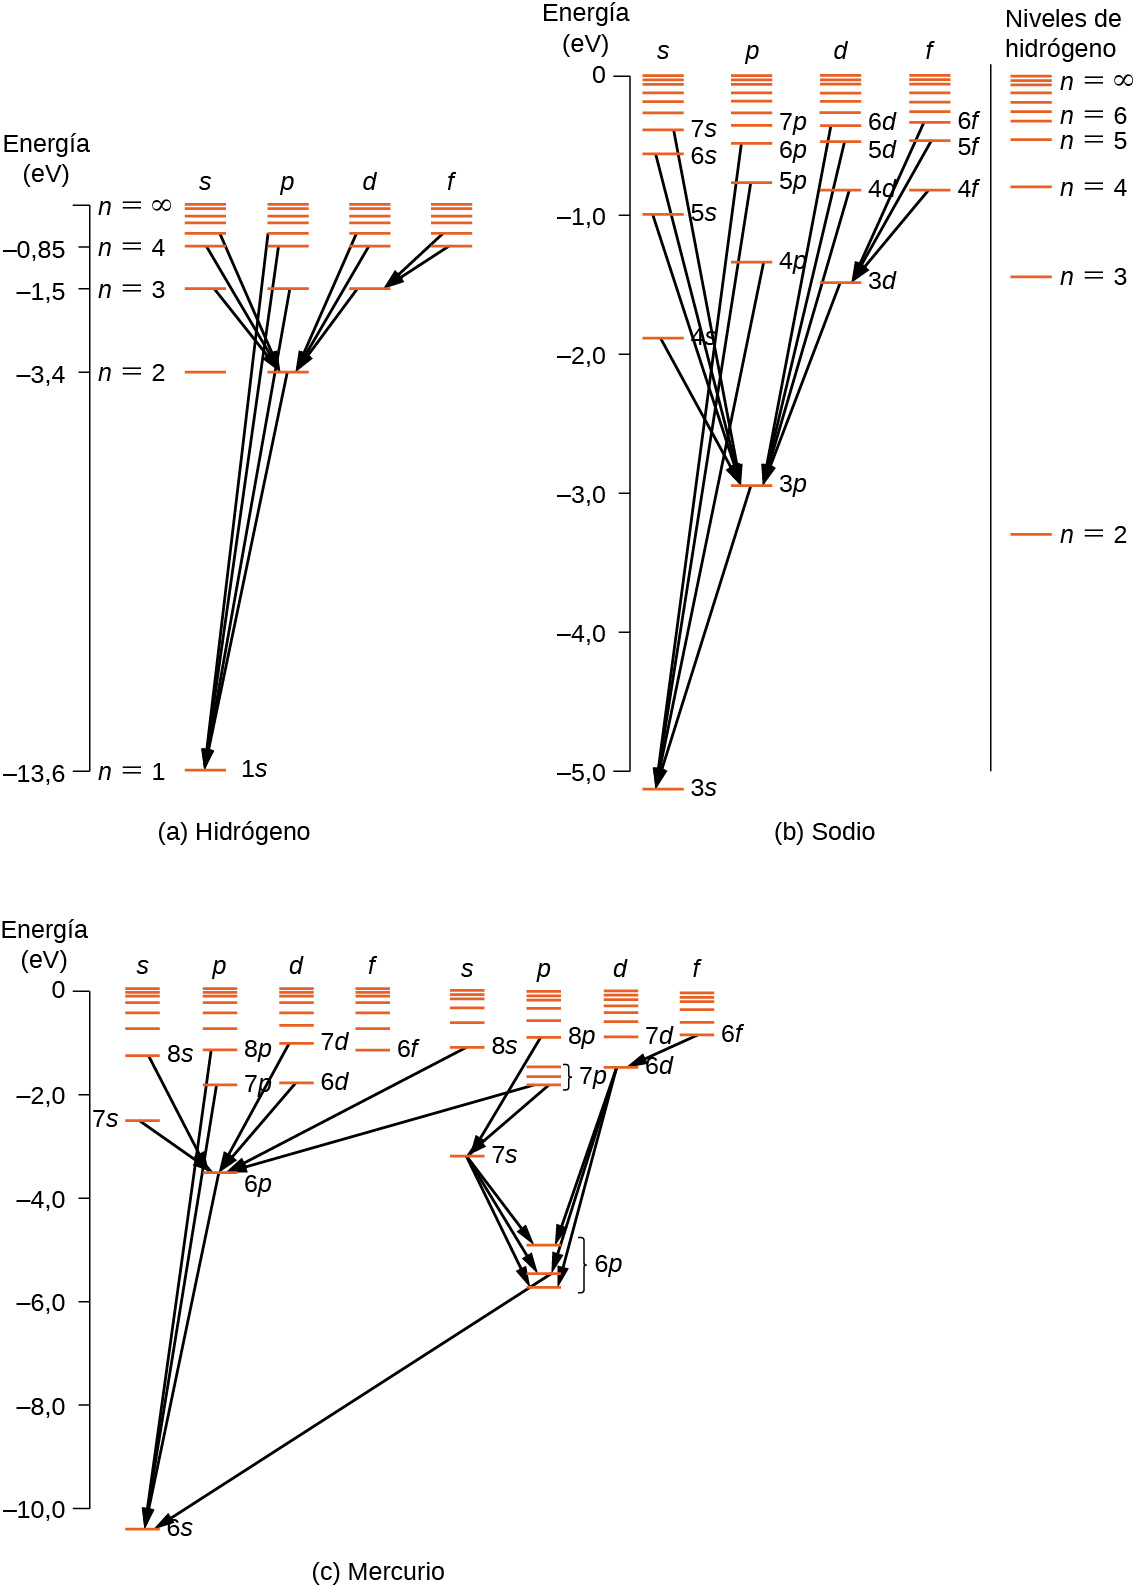 Energía
(eV)
s p d f
n = ∞
–0,85 n = 4
–1,5 n = 3
–3,4 n = 2
–13,6 n = 1 1s
(a) Hidrógeno
Energía
(eV)
s p d f
0
7s 7p 6d 6f
6s 6p 5d 5f
5p 4d 4f
–1,0 5s
4p 3d
4s
–2,0
–3,0 3p
–4,0
–5,0
3s
(b) Sodio
Niveles de
hidrógeno
n = ∞
n = 6
n = 5
n = 4
n = 3
n = 2
Energía
(eV)
s p d f s p d f
0
8s 8p 7d 6f 8s 8p 7d 6f
7p 6d 7p 6d
–2,0
7s
6p 7s
–4,0
6p
–6,0
–8,0
–10,0
6s
(c) Mercurio